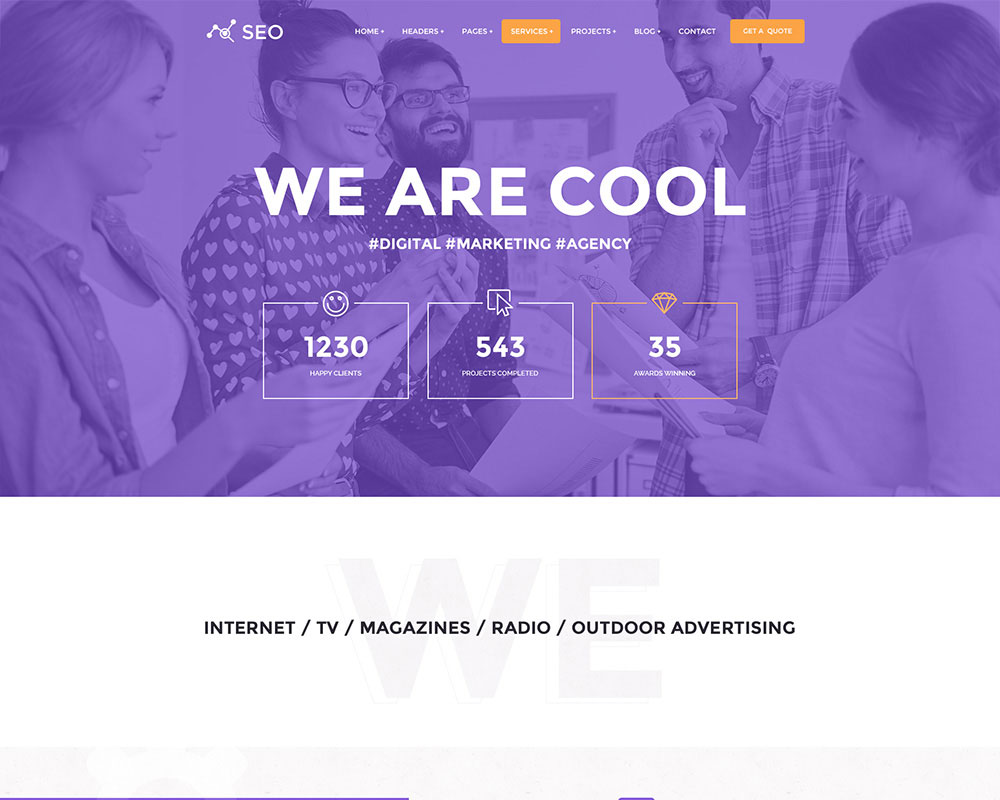 SEO
HOME +
HEADERS +
PAGES +
SERVICES +
PROJECTS +
BLOG +
CONTACT
GET A QUOTE
WE ARE COOL
#DIGITAL #MARKETING #AGENCY
1230
HAPPY CLIENTS
543
PROJECTS COMPLETED
35
AWARDS WINNING
WE
INTERNET / TV / MAGAZINES / RADIO / OUTDOOR ADVERTISING